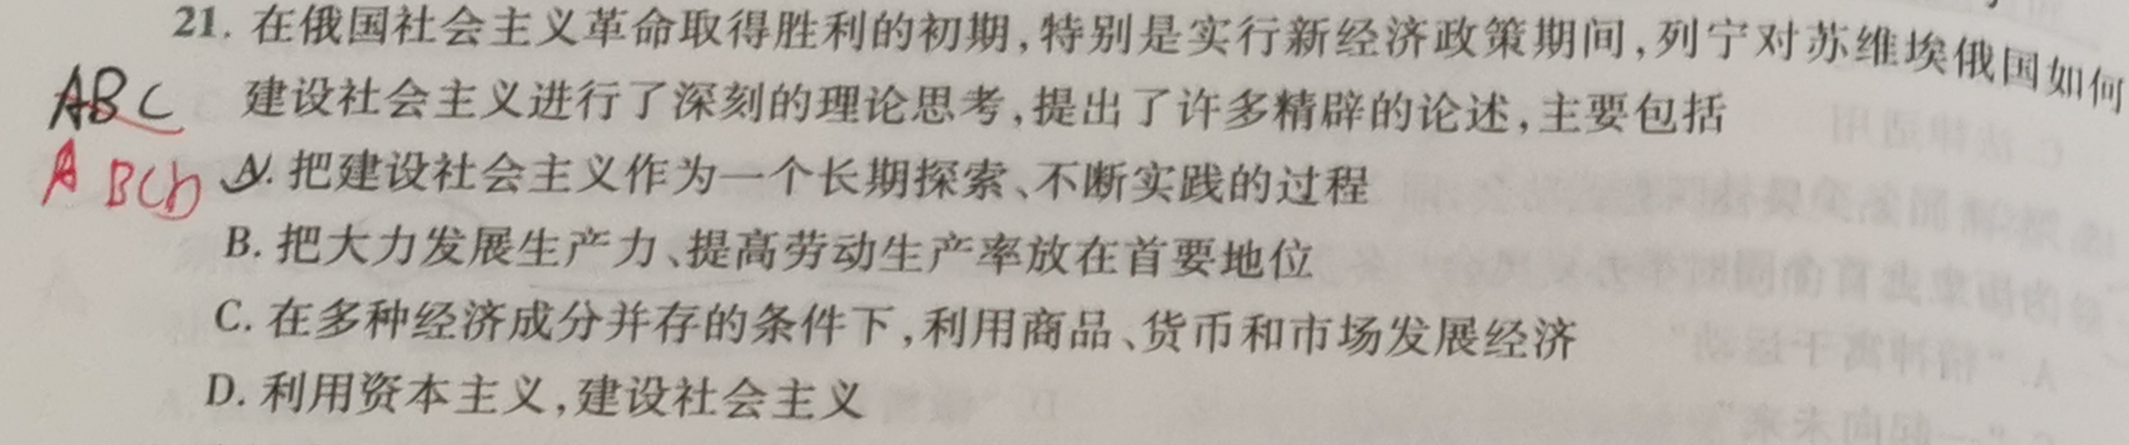 21. 在俄国社会主义革命取得胜利的初期,特别是实行新经济政策期间,列宁对苏维埃俄国如何
ABC 建设社会主义进行了深刻的理论思考,提出了许多精辟的论述,主要包括
ABCD A. 把建设社会主义作为一个长期探索、不断实践的过程
B. 把大力发展生产力、提高劳动生产率放在首要地位
C. 在多种经济成分并存的条件下,利用商品、货币和市场发展经济
D. 利用资本主义,建设社会主义